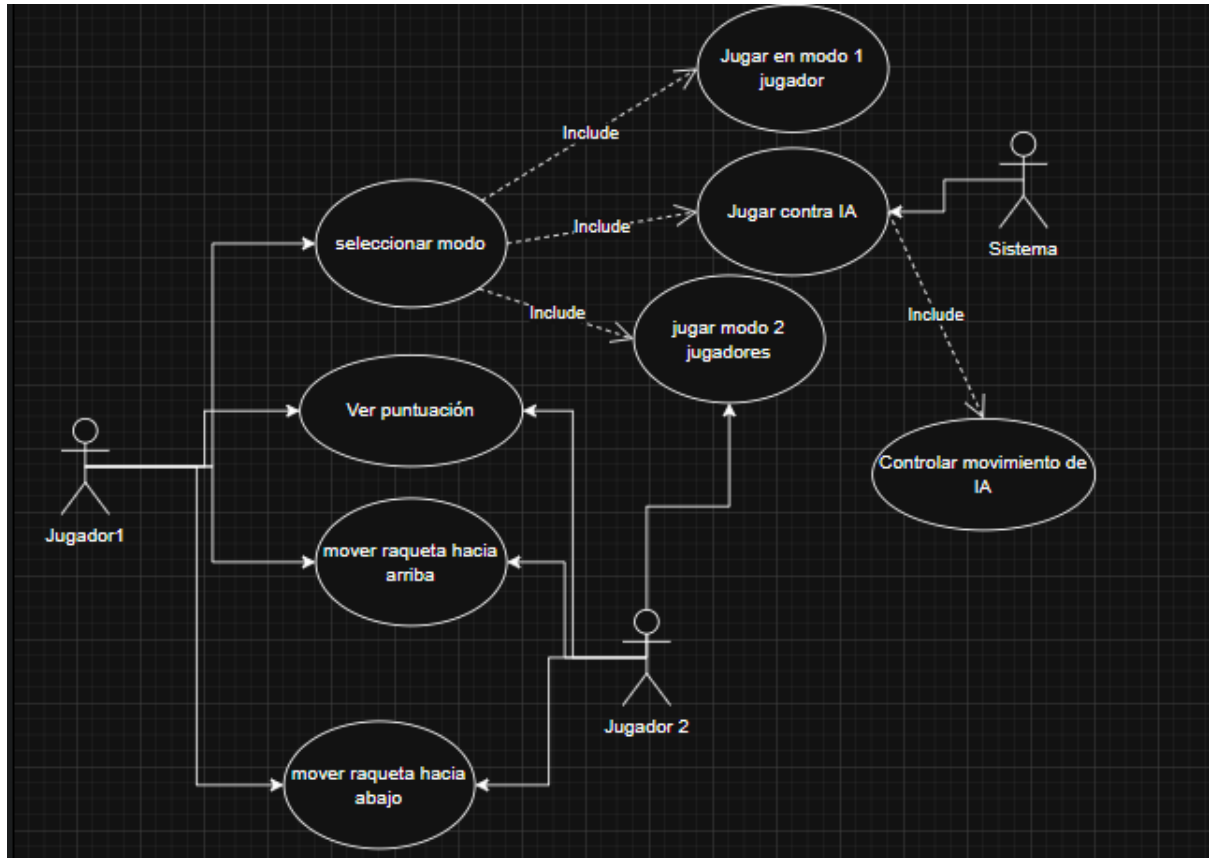 Jugar en modo 1
jugador
Include
Jugar contra IA
seleccionar modo
Include
Sistema
Include
jugar modo 2
jugadores
Include
Ver puntuación
Controlar movimiento de
IA
Jugador1
mover raqueta hacia
arriba
Jugador 2
mover raqueta hacia
abajo